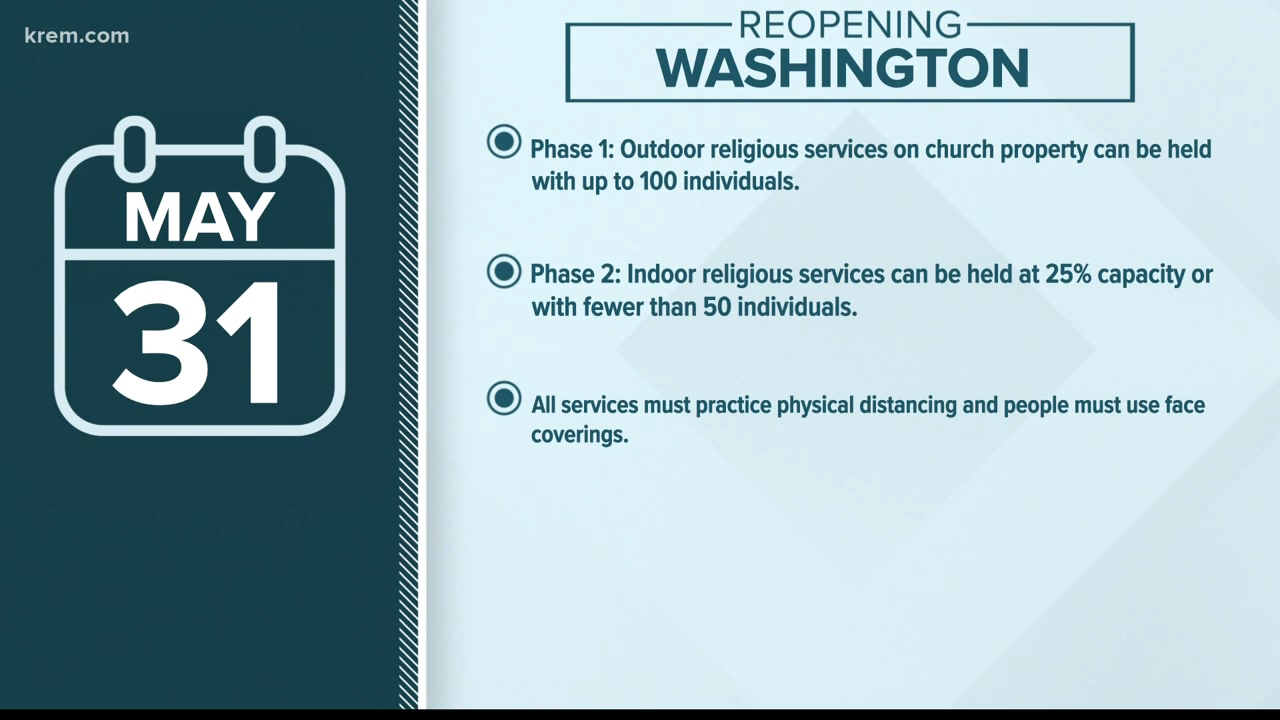 krem.com
MAY
31
REOPENING
WASHINGTON
Phase 1: Outdoor religious services on church property can be held
with up to 100 individuals.
Phase 2: Indoor religious services can be held at 25% capacity or
with fewer than 50 individuals.
All services must practice physical distancing and people must use face
coverings.